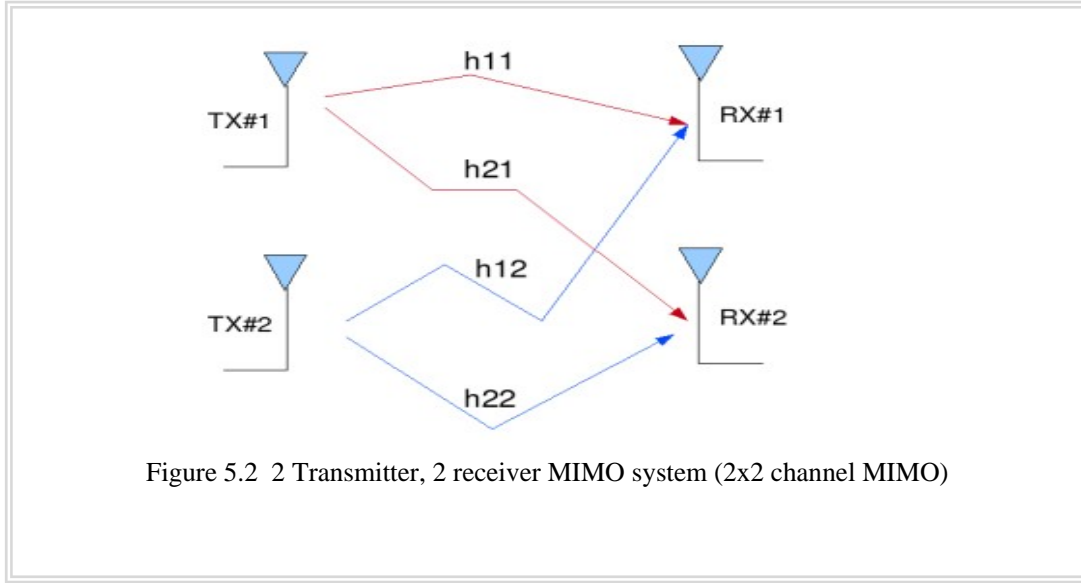 h11
TX#1
RX#1
h21
h12
TX#2
RX#2
h22
Figure 5.2 2 Transmitter, 2 receiver MIMO system (2x2 channel MIMO)